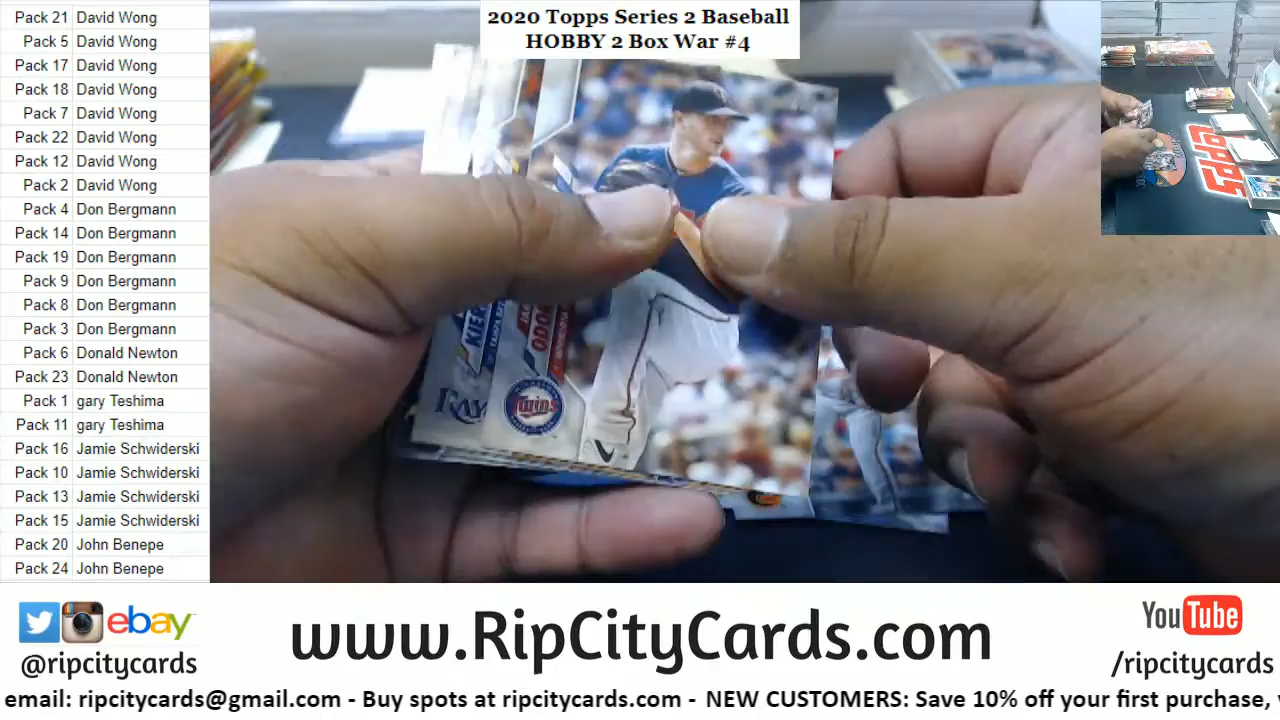 2020 Topps Series 2 Baseball
HOBBY 2 Box War #4
Pack 21 David Wong
Pack 5 David Wong
Pack 17 David Wong
Pack 18 David Wong
Pack 7 David Wong
Pack 22 David Wong
Pack 12 David Wong
Pack 2 David Wong
Pack 4 Don Bergmann
Pack 14 Don Bergmann
Pack 19 Don Bergmann
Pack 9 Don Bergmann
Pack 8 Don Bergmann
Pack 3 Don Bergmann
Pack 6 Donald Newton
Pack 23 Donald Newton
Pack 1 gary Teshima
Pack 11 gary Teshima
Pack 16 Jamie Schwiderski
Pack 10 Jamie Schwiderski
Pack 13 Jamie Schwiderski
Pack 15 Jamie Schwiderski
Pack 20 John Benepe
Pack 24 John Benepe
Topps
Twins
ebay
@ripcitycards
www.RipCityCards.com
YouTube
/ripcitycards
email: ripcitycards@gmail.com - Buy spots at ripcitycards.com - NEW CUSTOMERS: Save 10% off your first purchase,